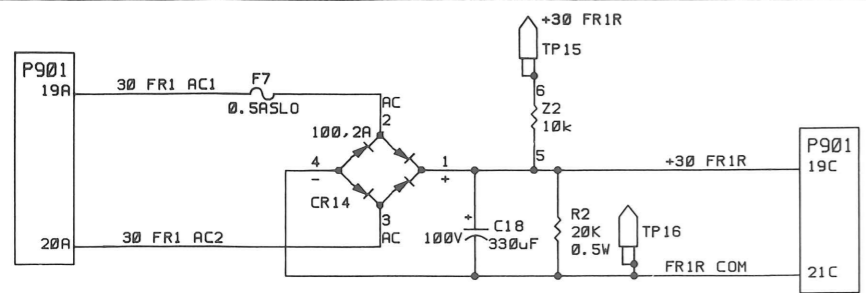 +30 FR1R
TP15
P901
19A
30 FR1 AC1
F7
0.5ASLO
AC
2
6
Z2
10k
100,2A
P901
4
1
5
+30 FR1R
19C
-
+
CR14
3
AC
+
C18
100V
330uF
R2
20K
0.5W
TP16
20A
30 FR1 AC2
FR1R COM
21C